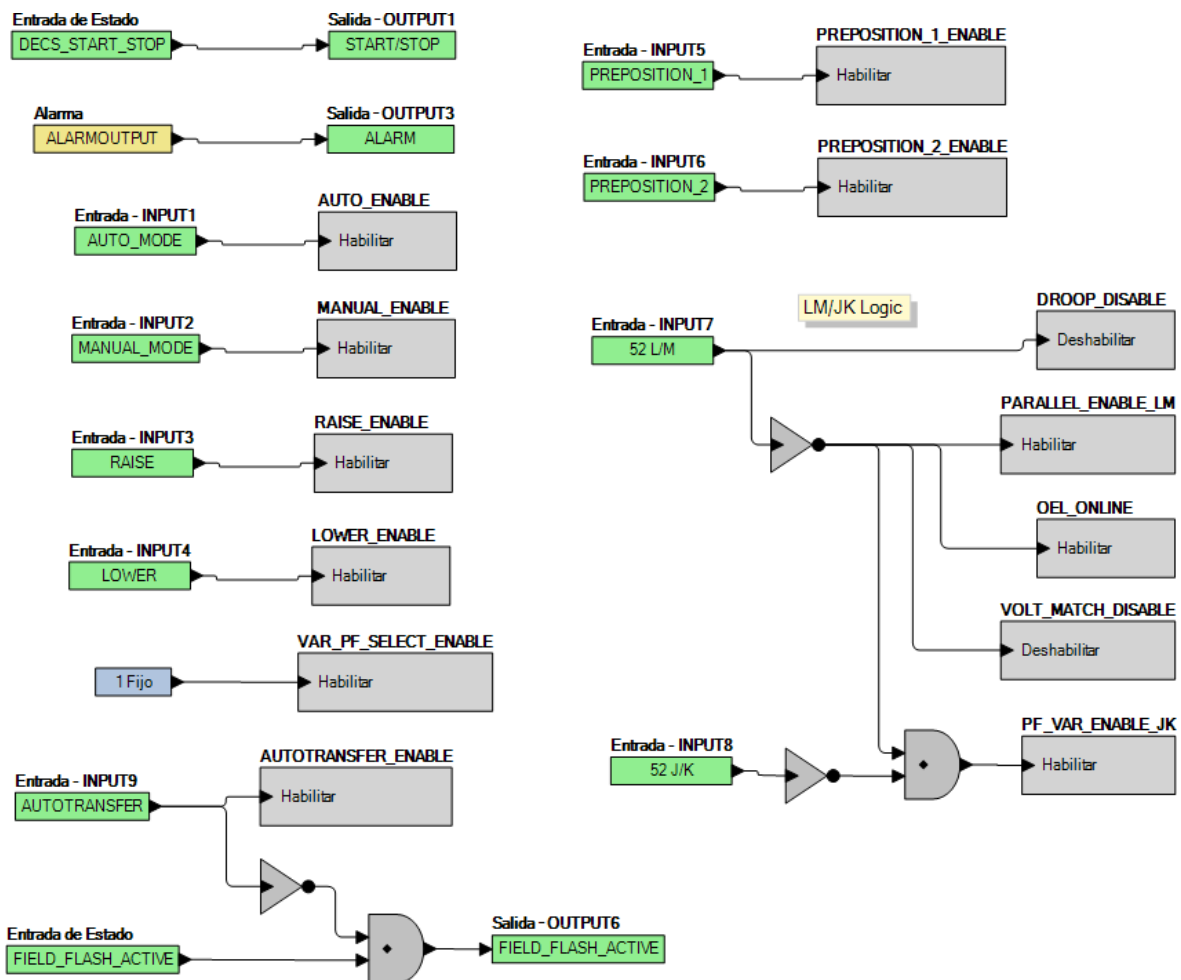 Entrada de Estado
DECS_START_STOP
Salida - OUTPUT1
START/STOP
Alarma
ALARMOUTPUT
Salida - OUTPUT3
ALARM
Entrada - INPUT1
AUTO_MODE
AUTO_ENABLE
Habilitar
Entrada - INPUT2
MANUAL_MODE
MANUAL_ENABLE
Habilitar
Entrada - INPUT3
RAISE
RAISE_ENABLE
Habilitar
Entrada - INPUT4
LOWER
LOWER_ENABLE
Habilitar
1 Fijo
VAR_PF_SELECT_ENABLE
Habilitar
Entrada - INPUT9
AUTOTRANSFER
AUTOTRANSFER_ENABLE
Habilitar
Entrada de Estado
FIELD_FLASH_ACTIVE
Salida - OUTPUT6
FIELD_FLASH_ACTIVE
Entrada - INPUT5
PREPOSITION_1
PREPOSITION_1_ENABLE
Habilitar
Entrada - INPUT6
PREPOSITION_2
PREPOSITION_2_ENABLE
Habilitar
LM/JK Logic
Entrada - INPUT7
52 L/M
DROOP_DISABLE
Deshabilitar
PARALLEL_ENABLE_LM
Habilitar
OEL_ONLINE
Habilitar
VOLT_MATCH_DISABLE
Deshabilitar
Entrada - INPUT8
52 J/K
PF_VAR_ENABLE_JK
Habilitar